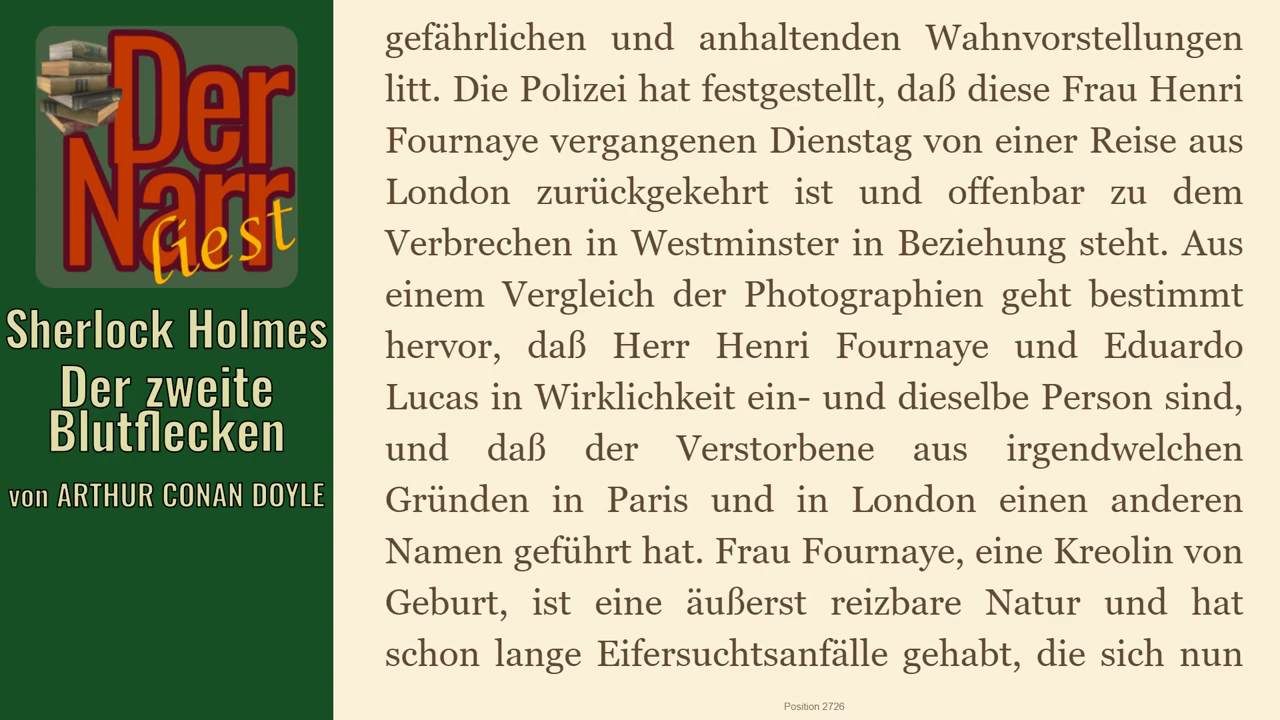 Der
Narr
liest
Sherlock Holmes
Der zweite
Blutflecken
von ARTHUR CONAN DOYLE
gefährlichen und anhaltenden Wahnvorstellungen
litt. Die Polizei hat festgestellt, daß diese Frau Henri
Fournaye vergangenen Dienstag von einer Reise aus
London zurückgekehrt ist und offenbar zu dem
Verbrechen in Westminster in Beziehung steht. Aus
einem Vergleich der Photographien geht bestimmt
hervor, daß Herr Henri Fournaye und Eduardo
Lucas in Wirklichkeit ein- und dieselbe Person sind,
und daß der Verstorbene aus irgendwelchen
Gründen in Paris und in London einen anderen
Namen geführt hat. Frau Fournaye, eine Kreolin von
Geburt, ist eine äußerst reizbare Natur und hat
schon lange Eifersuchtsanfälle gehabt, die sich nun
Position 2726